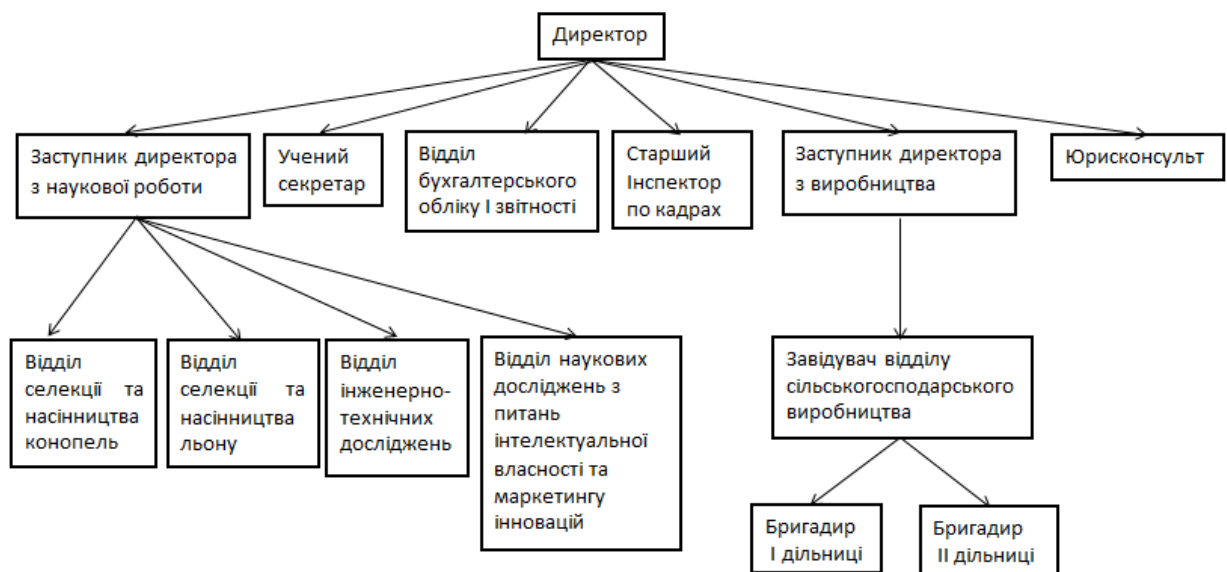 Директор
Заступник директора
з наукової роботи
Учений
секретар
Відділ
бухгалтерського
обліку І звітності
Старший
Інспектор
по кадрах
Заступник директора
з виробництва
Юрисконсульт
Відділ
селекції та
насінництва
конопель
Відділ
селекції та
насінництва
льону
Відділ
інженерно-
технічних
досліджень
Відділ наукових
досліджень з
питань
інтелектуальної
власності та
маркетингу
інновацій
Завідувач відділу
сільськогосподарського
виробництва
Бригадир
І дільниці
Бригадир
ІІ дільниці